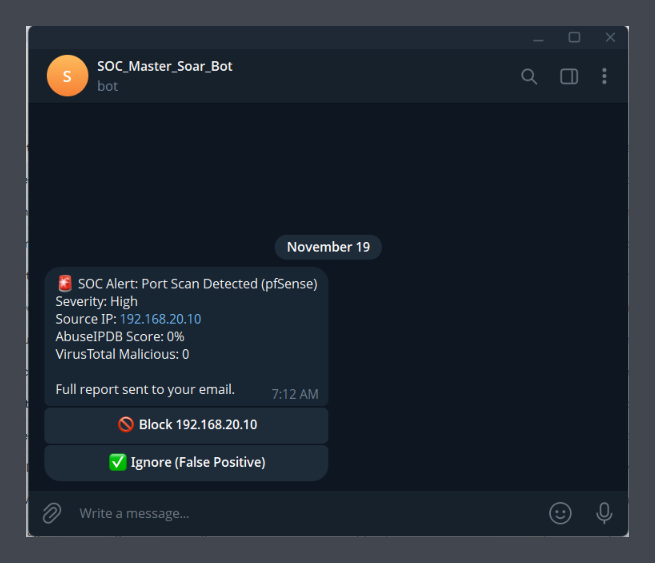 S
SOC_Master_Soar_Bot
bot
November 19
🚨 SOC Alert: Port Scan Detected (pfSense)
Severity: High
Source IP: 192.168.20.10
AbuseIPDB Score: 0%
VirusTotal Malicious: 0
Full report sent to your email.
7:12 AM
🚫 Block 192.168.20.10
✅ Ignore (False Positive)
Write a message...